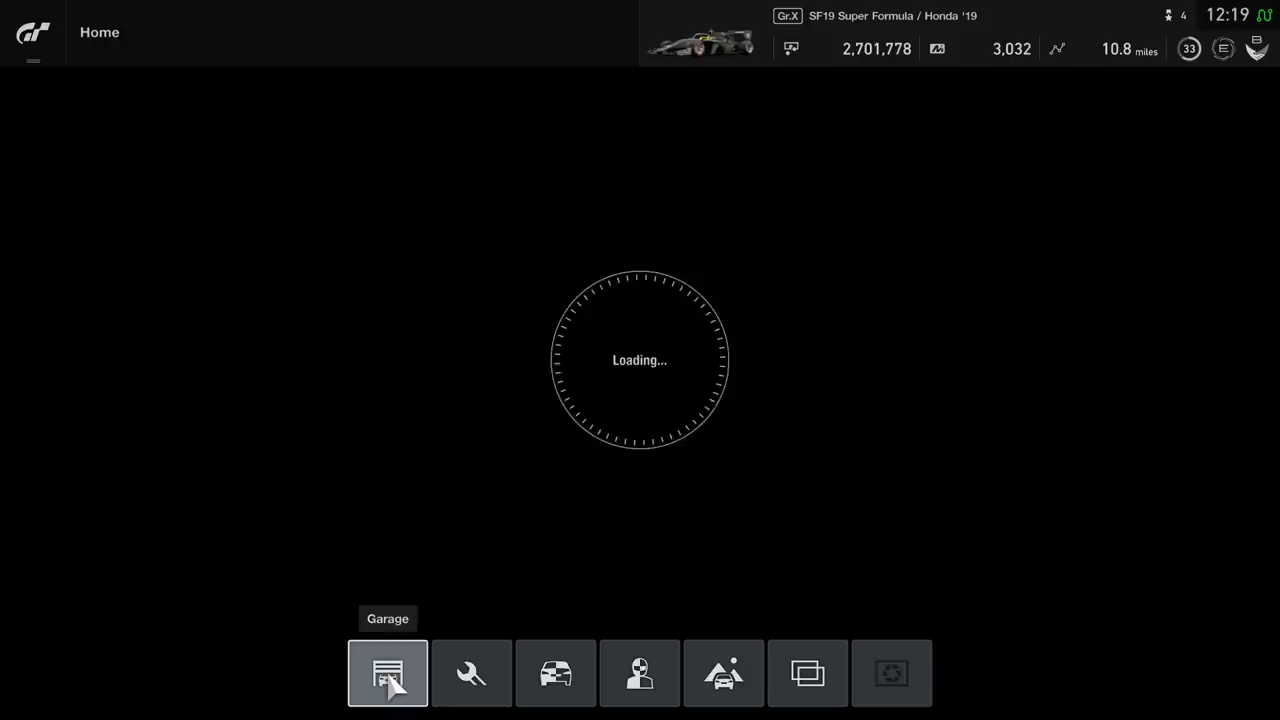 Home
Gr.X SF19 Super Formula / Honda '19
4 12:19
2,701,778 3,032 10.8 miles 33 E B
Loading...
Garage